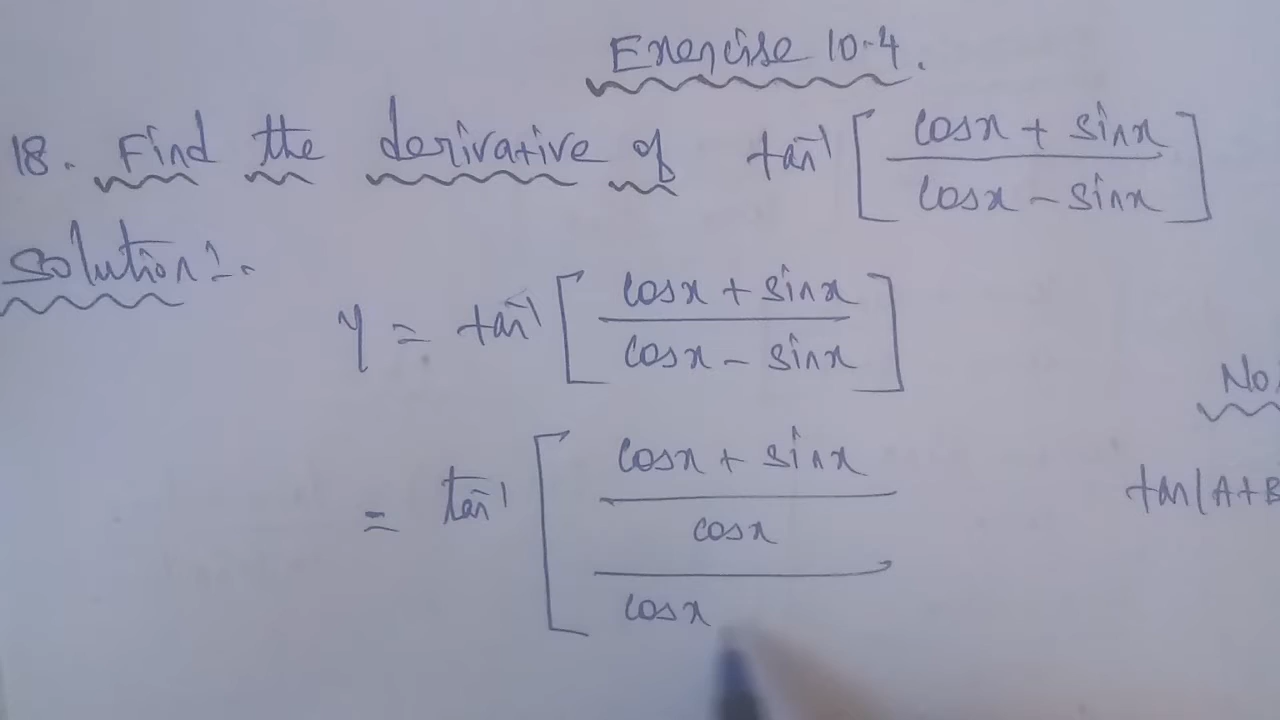 Exercise 10.4.
18. Find the derivative of tan⁻¹ [ cosx + sinx / cosx - sinx ]
Solution:.
y = tan⁻¹ [ cosx + sinx / cosx - sinx ]
= tan⁻¹ [ cosx + sinx / cosx / cosx
tan(A+B